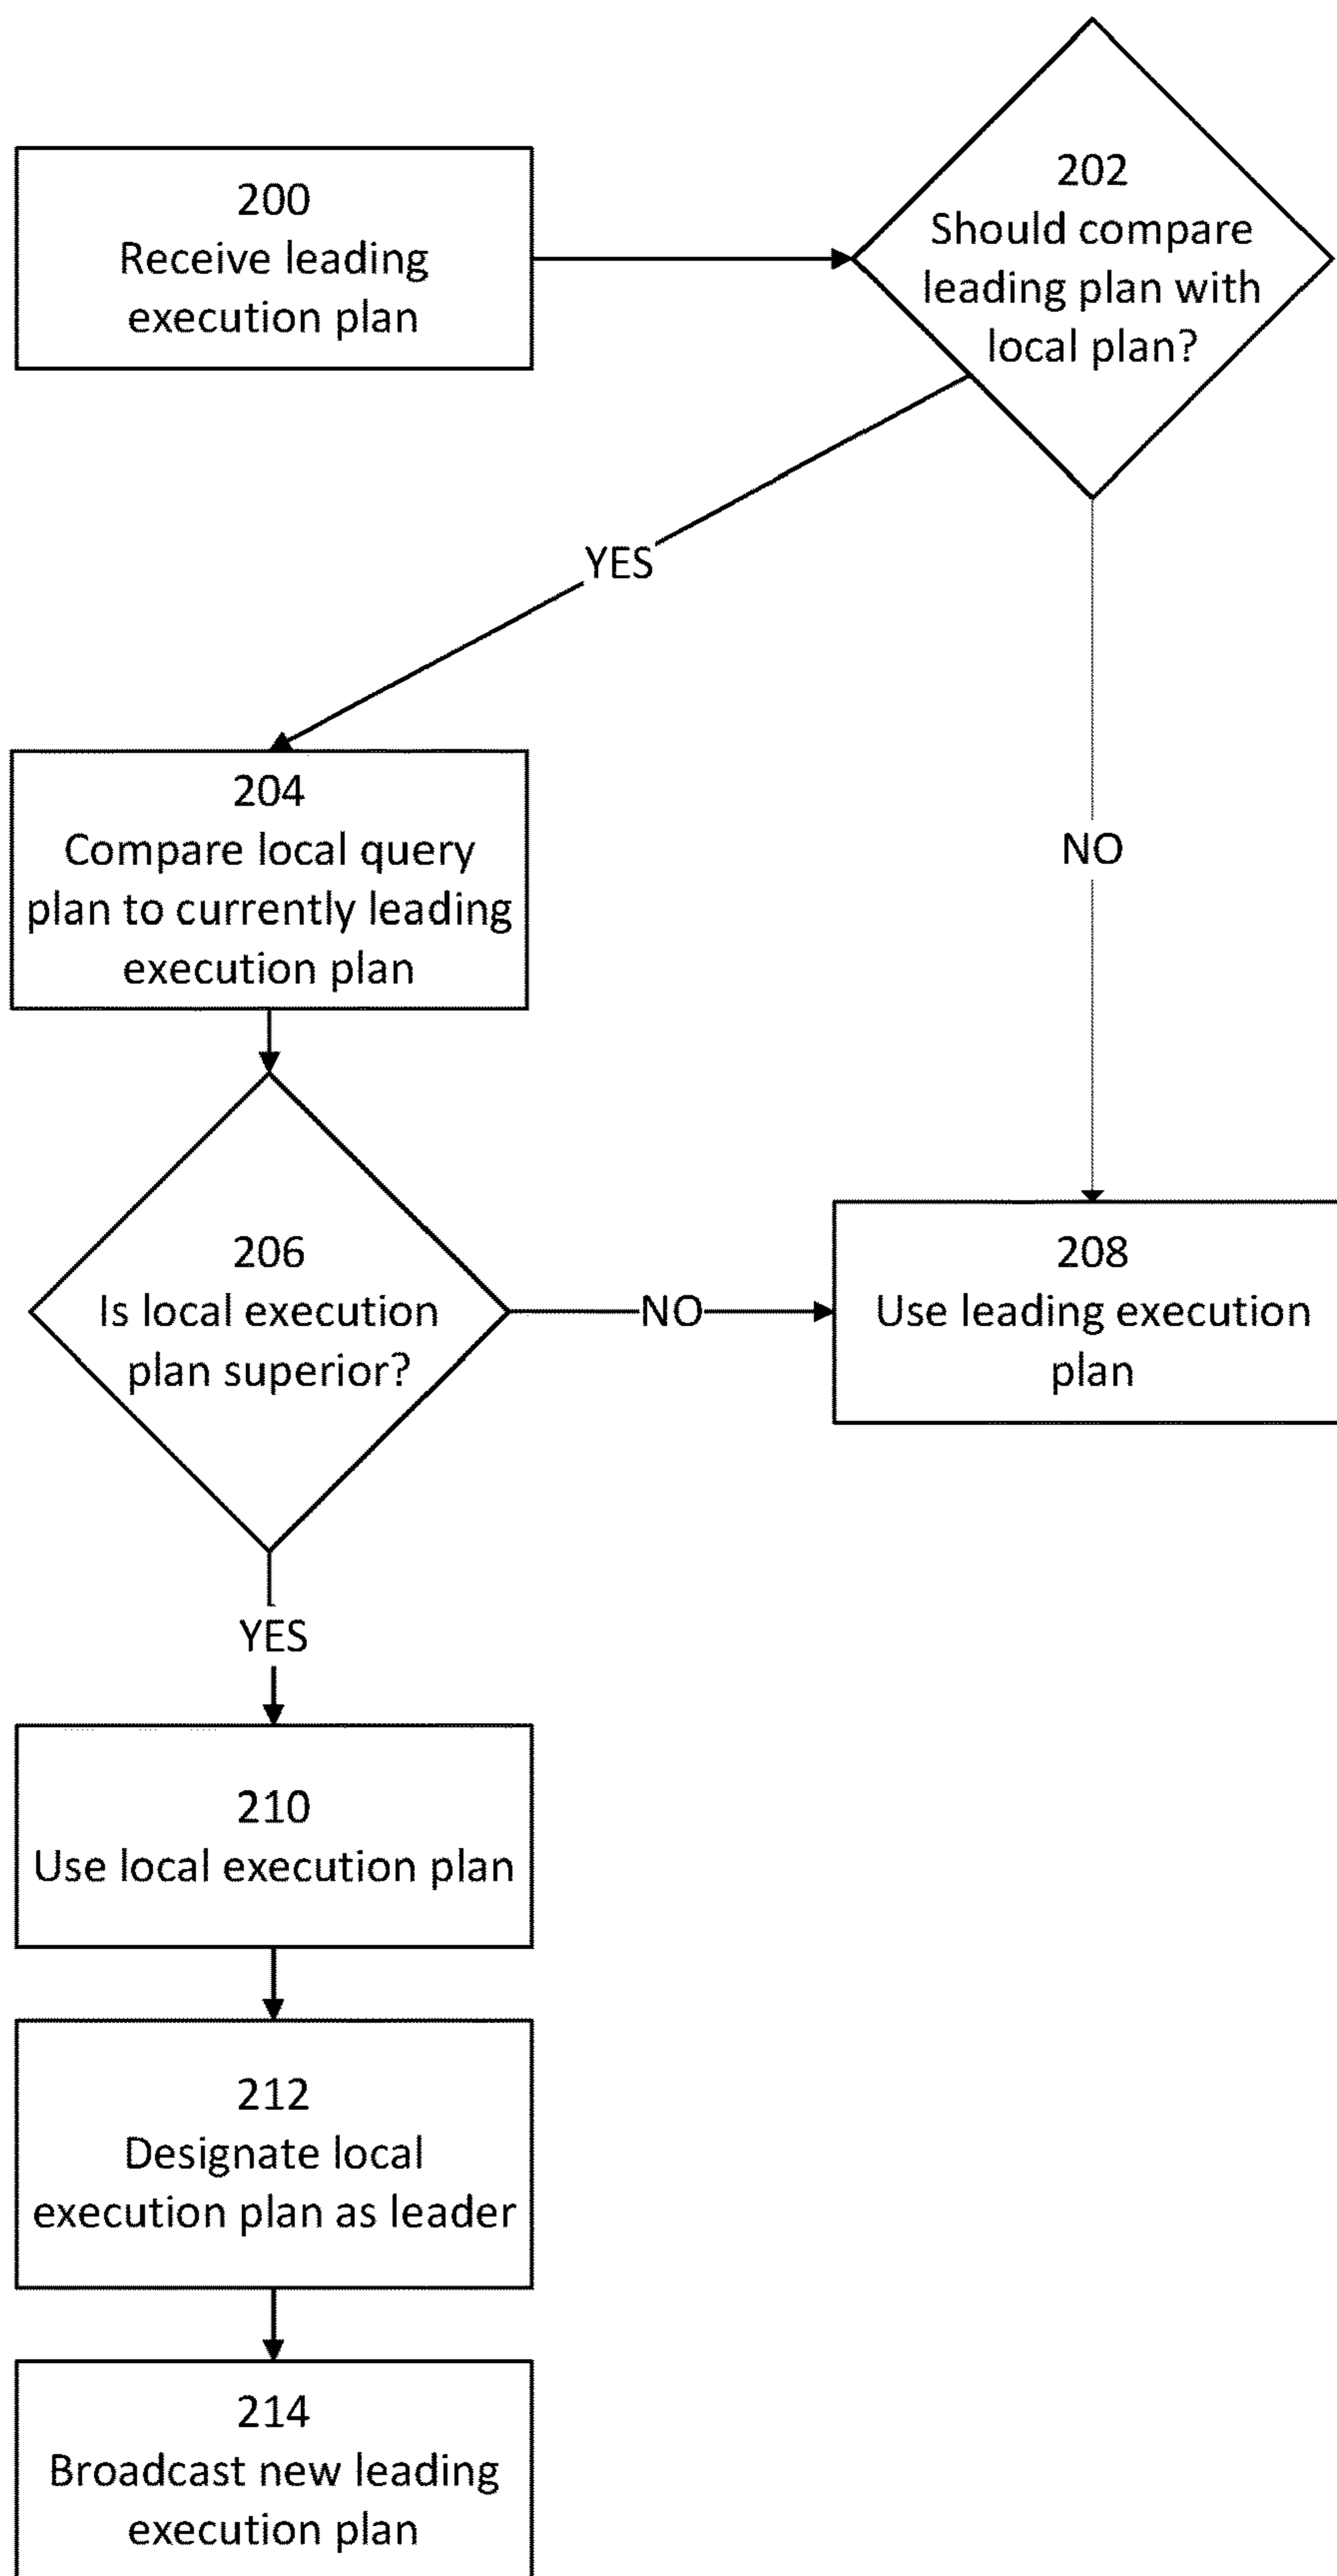 200
Receive leading
execution plan
202
Should compare
leading plan with
local plan?
YES
NO
204
Compare local query
plan to currently leading
execution plan
206
Is local execution
plan superior?
NO
208
Use leading execution
plan
YES
210
Use local execution plan
212
Designate local
execution plan as leader
214
Broadcast new leading
execution plan